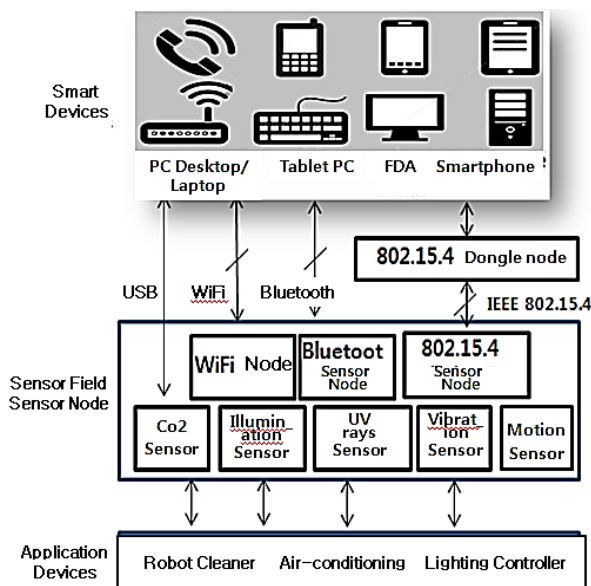 Smart
Devices
PC Desktop/
Laptop
Tablet PC
FDA
Smartphone
802.15.4 Dongle node
USB
WiFi
Bluetooth
IEEE 802.15.4
Sensor Field
Sensor Node
WiFi Node
Bluetoot
Sensor
Node
802.15.4
Sensor
Node
Co2
Sensor
Illumin_
ation
Sensor
UV
rays
Sensor
Vibrat_
ion
Sensor
Motion
Sensor
Application
Devices
Robot Cleaner
Air-conditioning
Lighting Controller